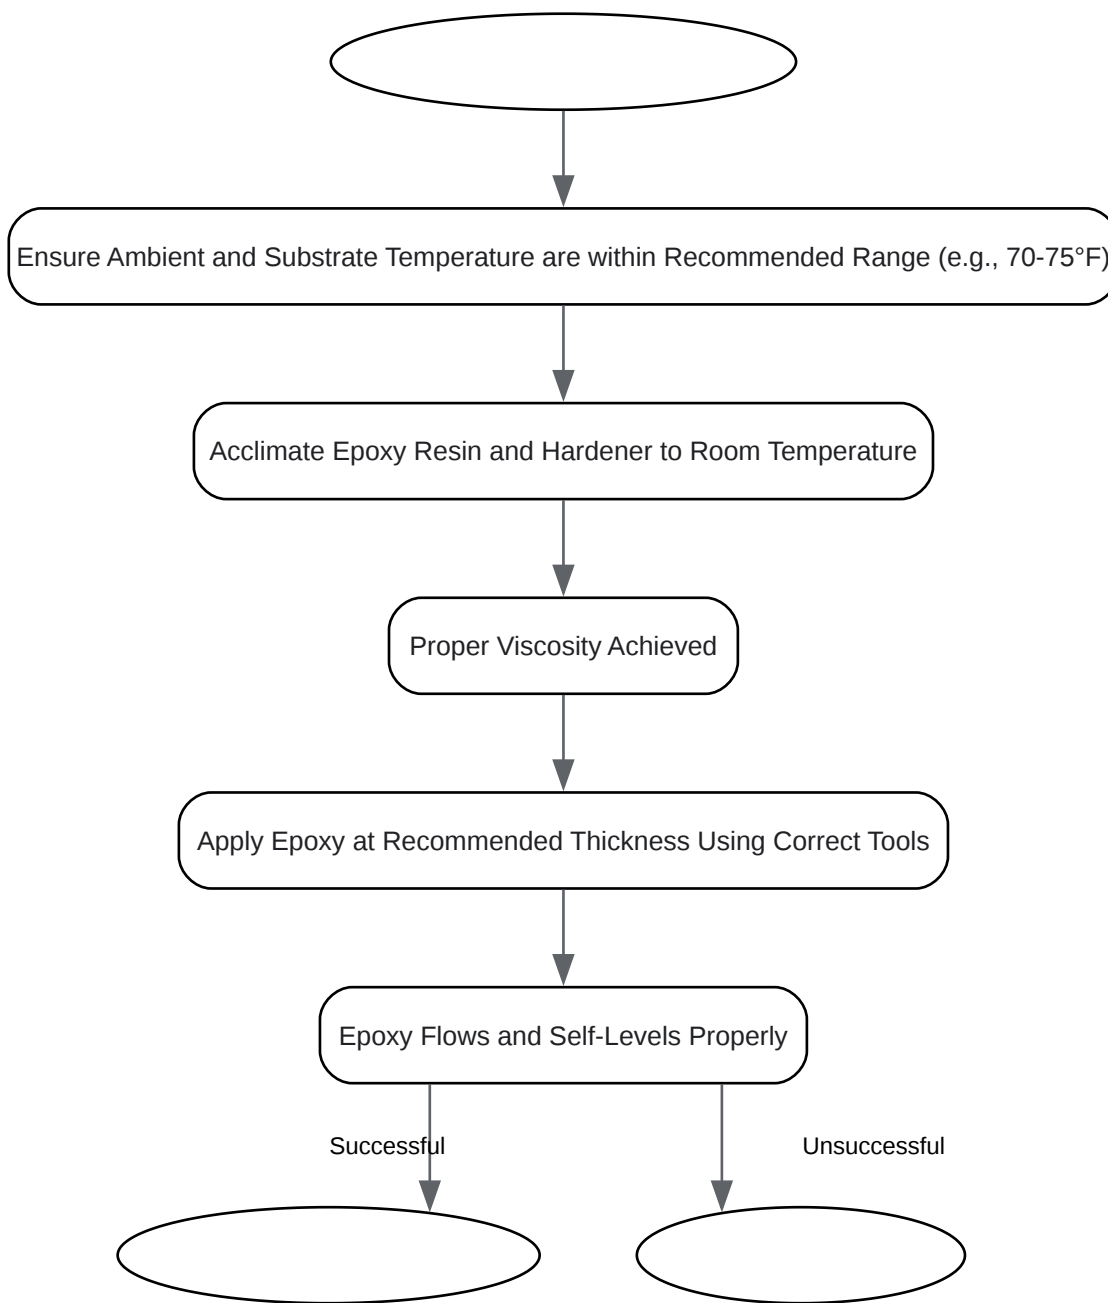 Ensure Ambient and Substrate Temperature are within Recommended Range (e.g., 70-75°F)
Acclimate Epoxy Resin and Hardener to Room Temperature
Proper Viscosity Achieved
Apply Epoxy at Recommended Thickness Using Correct Tools
Epoxy Flows and Self-Levels Properly
Successful
Unsuccessful